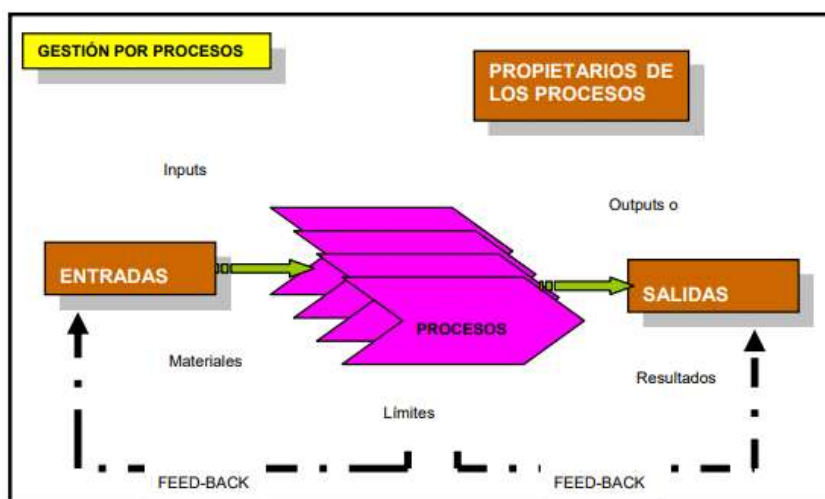 GESTIÓN POR PROCESOS
PROPIETARIOS DE
LOS PROCESOS
Inputs
Outputs o
ENTRADAS
SALIDAS
PROCESOS
Materiales
Resultados
Límites
FEED-BACK
FEED-BACK